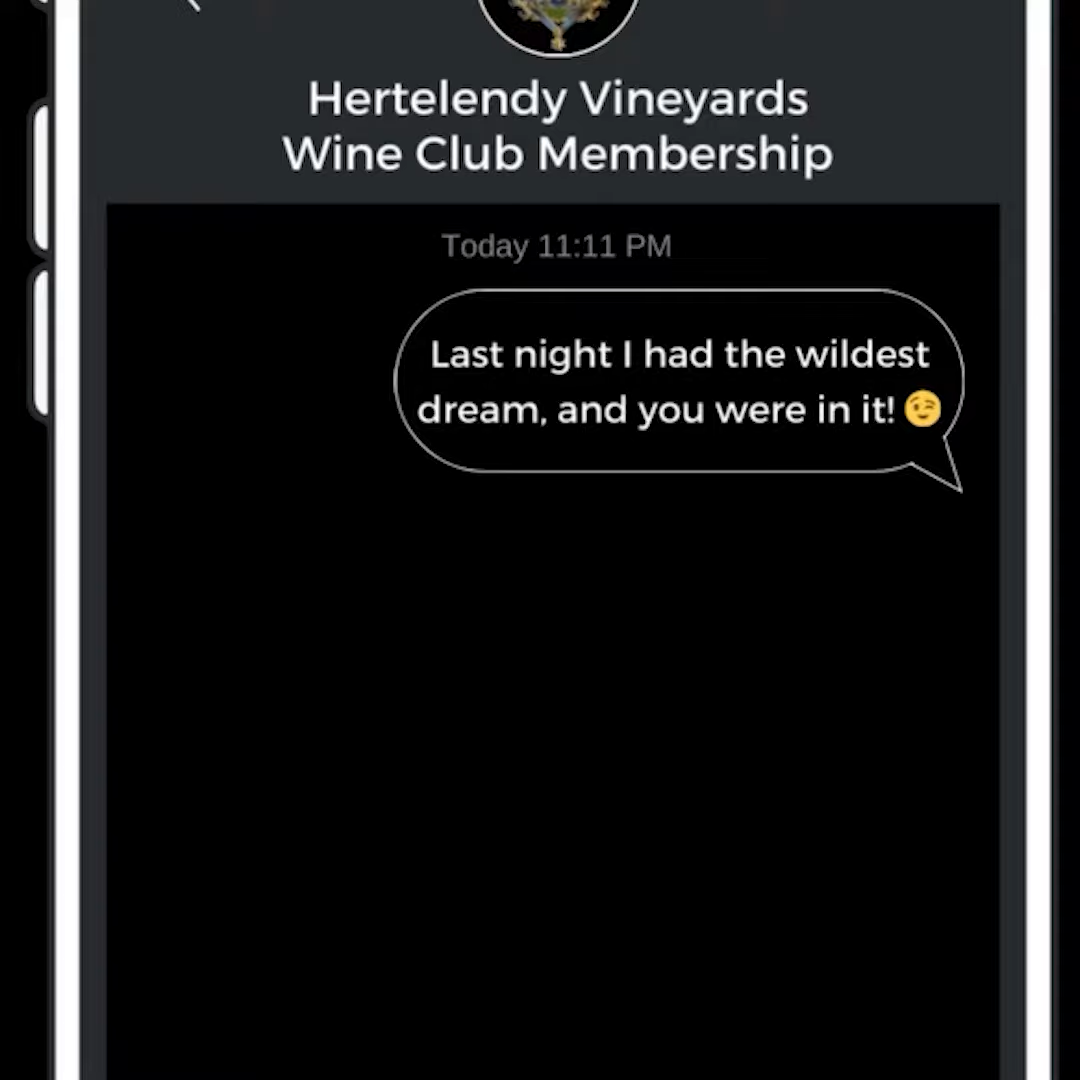 Hertelendy Vineyards
Wine Club Membership
Today 11:11 PM
Last night I had the wildest
dream, and you were in it! 😉